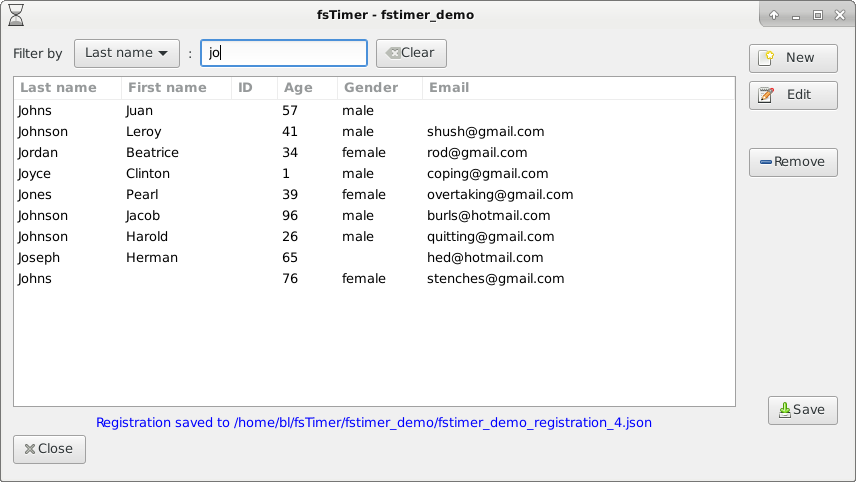 fsTimer - fstimer_demo
Filter by Last name : jo Clear New
Edit
Last name First name ID Age Gender Email
Johns Juan 57 male
Johnson Leroy 41 male shush@gmail.com
Jordan Beatrice 34 female rod@gmail.com
Remove
Joyce Clinton 1 male coping@gmail.com
Jones Pearl 39 female overtaking@gmail.com
Johnson Jacob 96 male burls@hotmail.com
Johnson Harold 26 male quitting@gmail.com
Joseph Herman 65 hed@hotmail.com
Johns 76 female stenches@gmail.com
Save
Registration saved to /home/bl/fsTimer/fstimer_demo/fstimer_demo_registration_4.json
Close